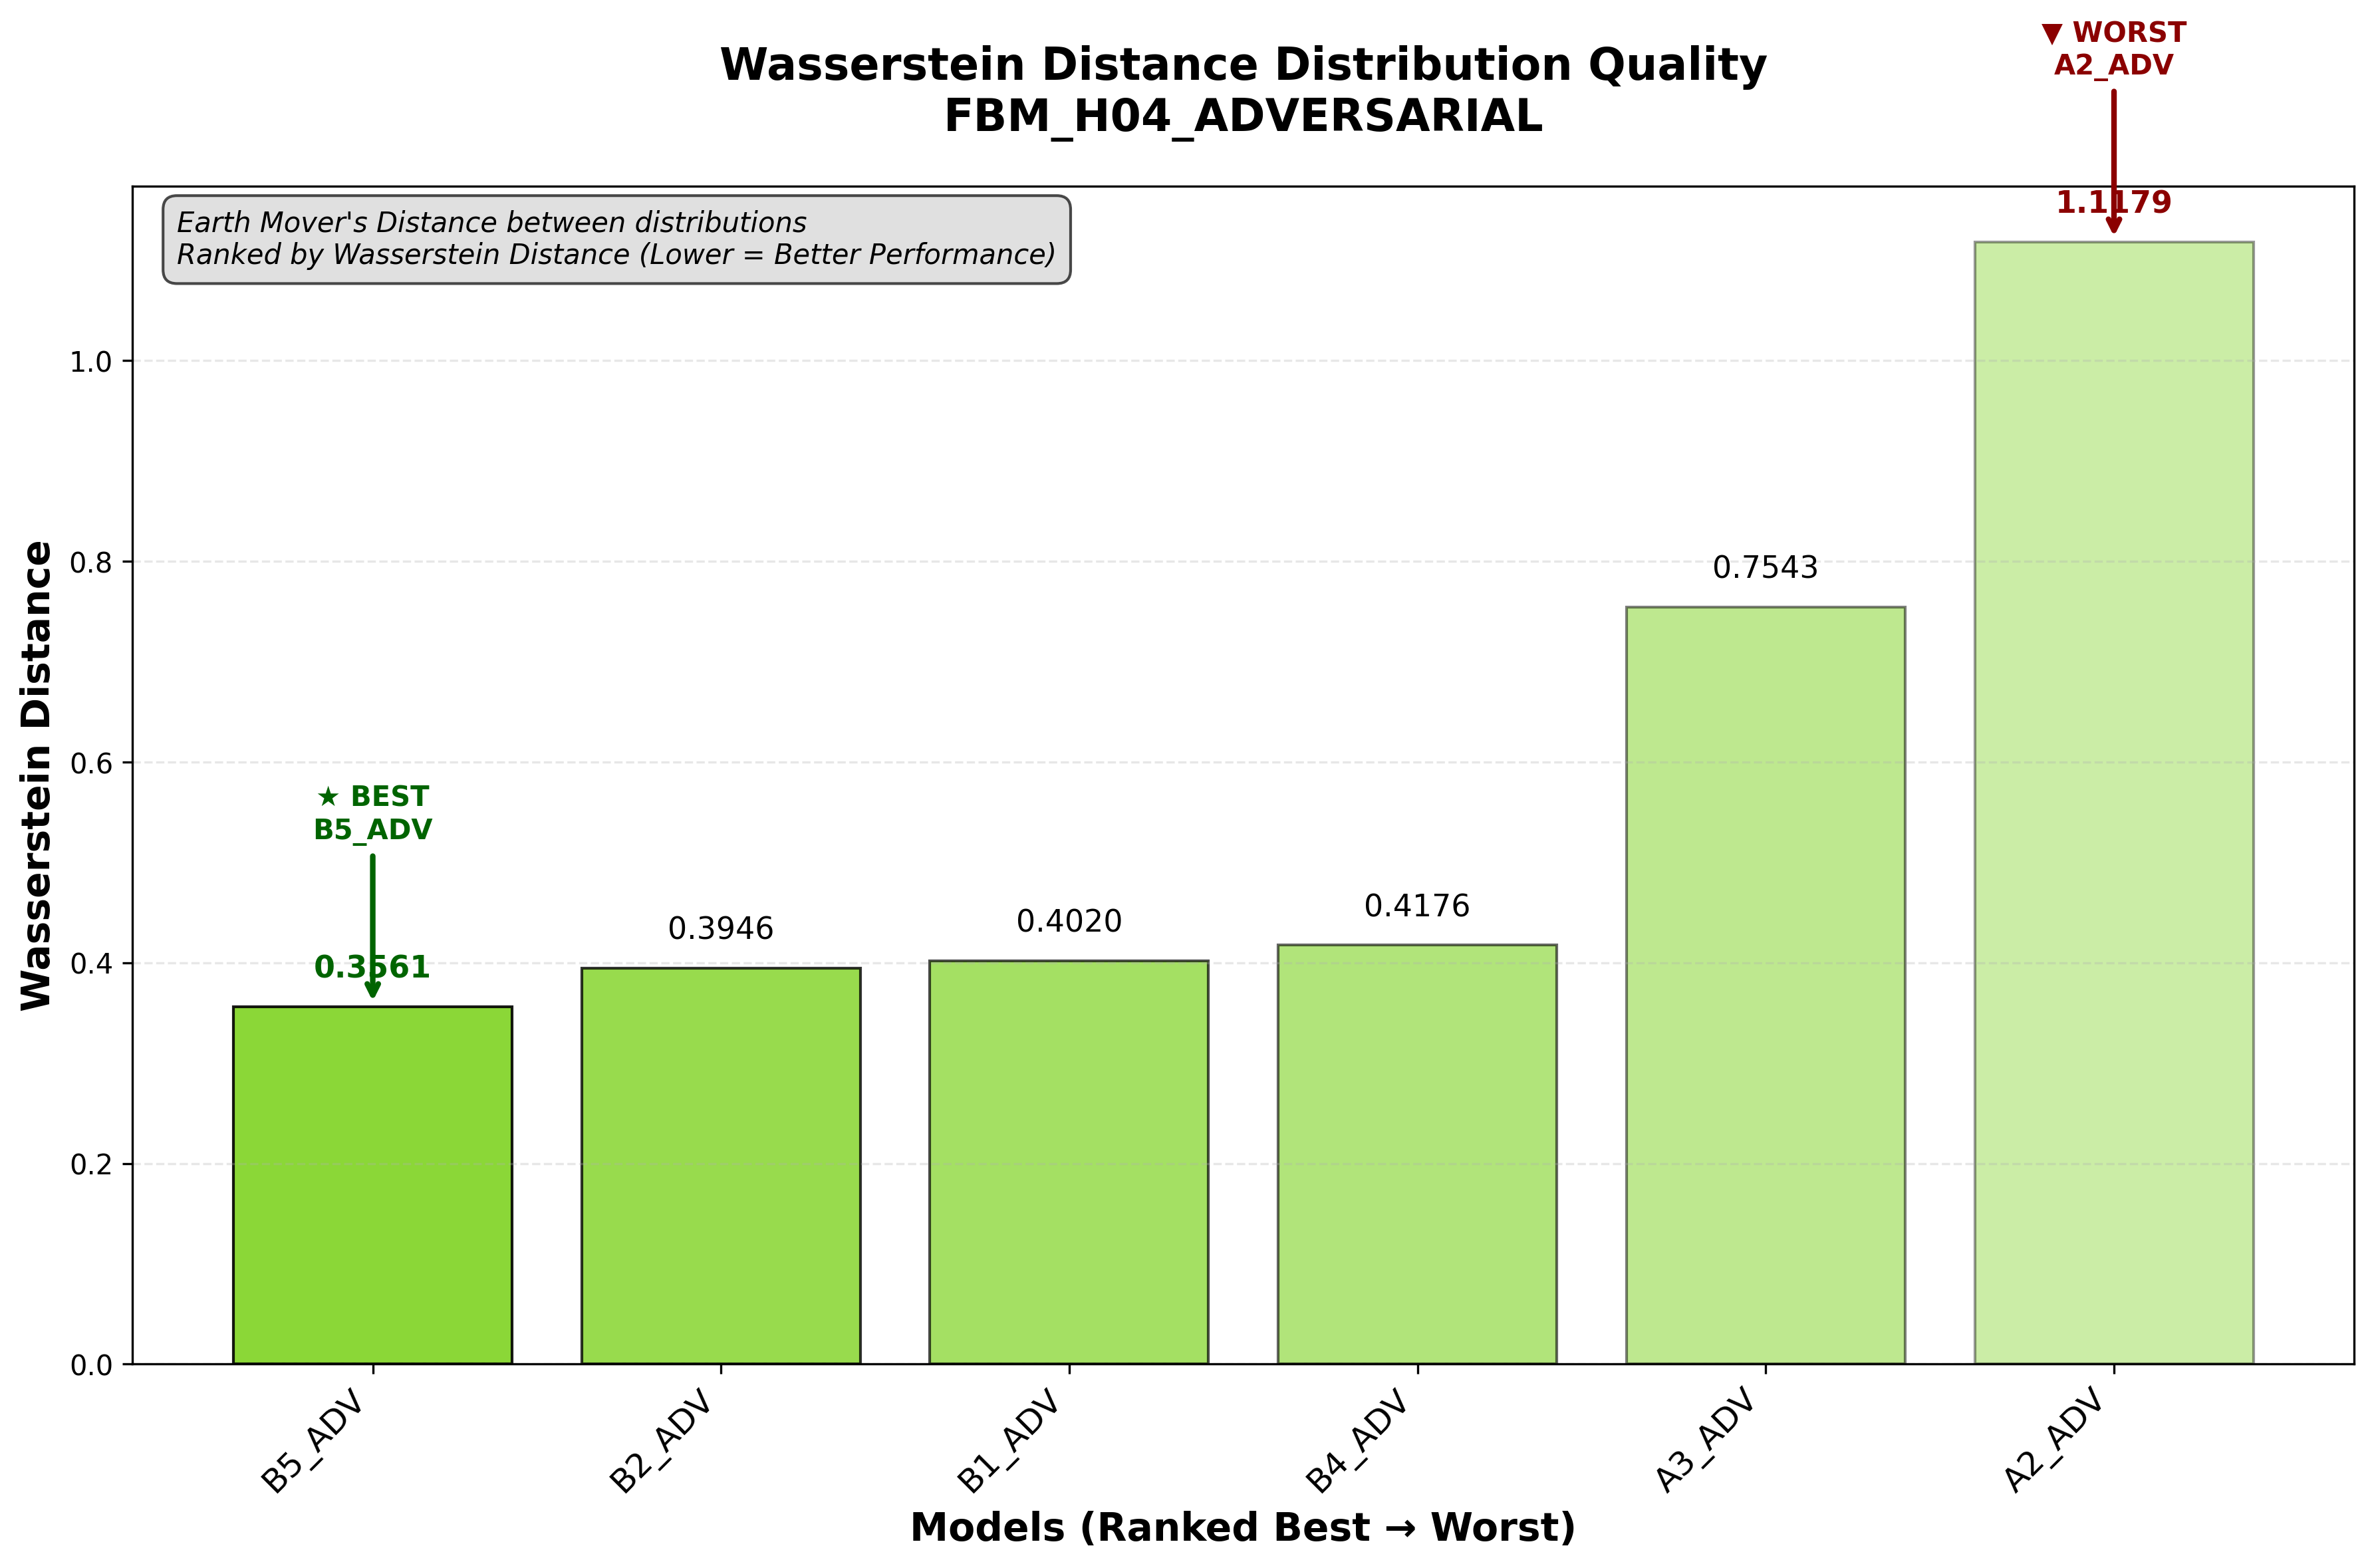 ▼ WORST
A2_ADV
Wasserstein Distance Distribution Quality
FBM_H04_ADVERSARIAL
1.1179
Earth Mover's Distance between distributions
Ranked by Wasserstein Distance (Lower = Better Performance)
Wasserstein Distance
1.0
0.8
0.6
0.4
0.2
0.0
★ BEST
B5_ADV
0.3561
0.3946
0.4020
0.4176
0.7543
B5_ADV
B2_ADV
B1_ADV
B4_ADV
A3_ADV
A2_ADV
Models (Ranked Best → Worst)